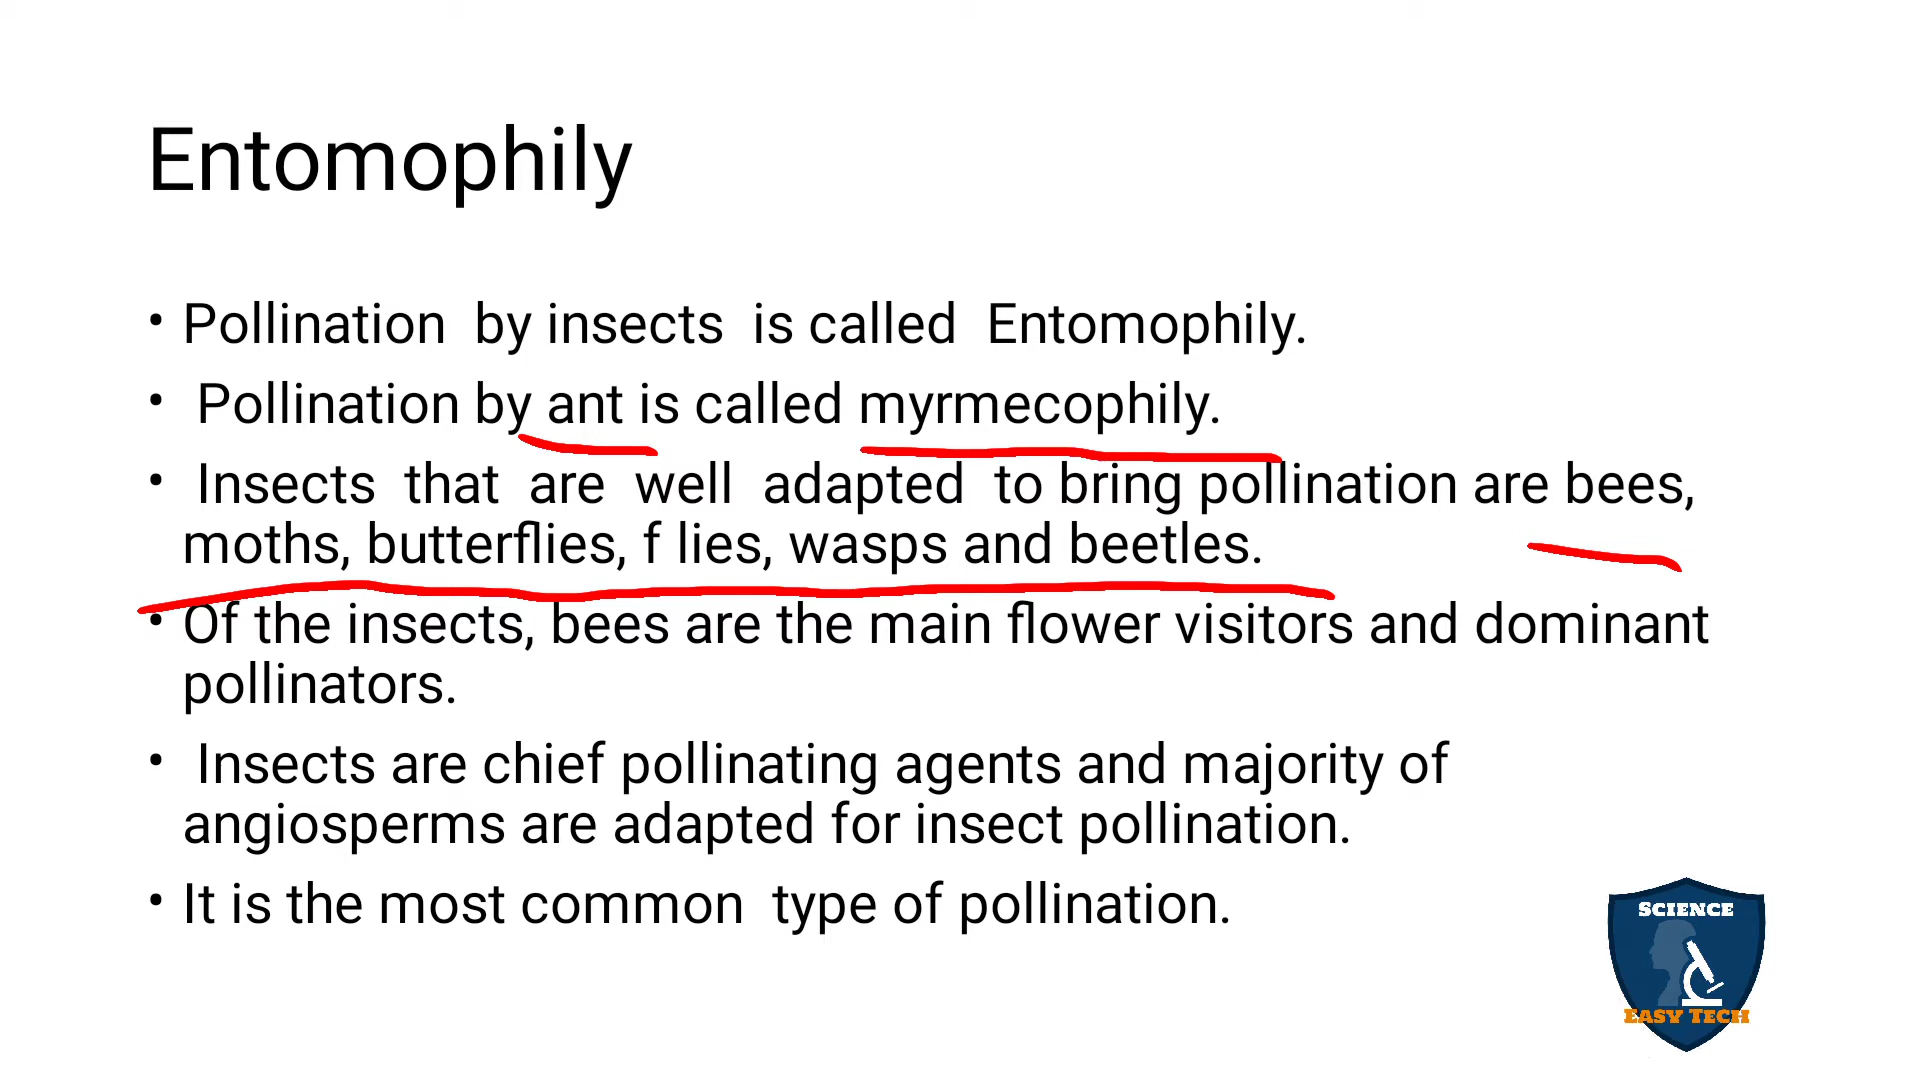 Entomophily
• Pollination by insects is called Entomophily.
• Pollination by ant is called myrmecophily.
• Insects that are well adapted to bring pollination are bees,
moths, butterflies, f lies, wasps and beetles.
• Of the insects, bees are the main flower visitors and dominant
pollinators.
• Insects are chief pollinating agents and majority of
angiosperms are adapted for insect pollination.
• It is the most common type of pollination.
SCIENCE
EASY TECH